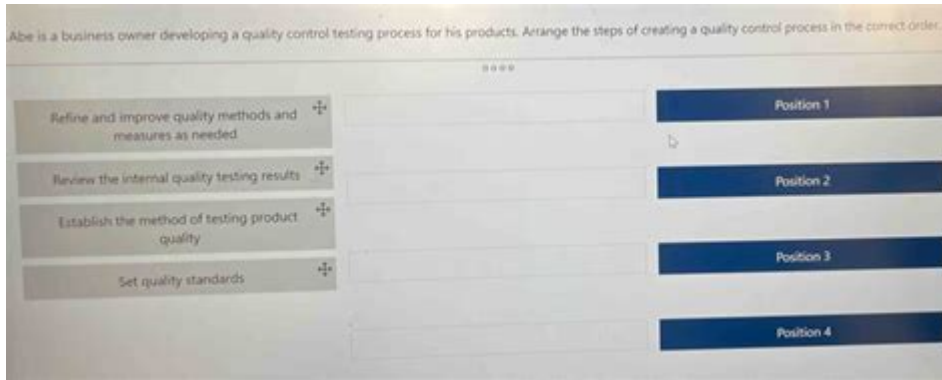 .Abe is a business owner developing a quality control testing process for his products. Arrange the steps of creating a quality control process in the correct order.
Refine and improve quality methods and
measures as needed
Review the internal quality testing results
Establish the method of testing product
quality
Set quality standards
Position 1
Position 2
Position 3
Position 4